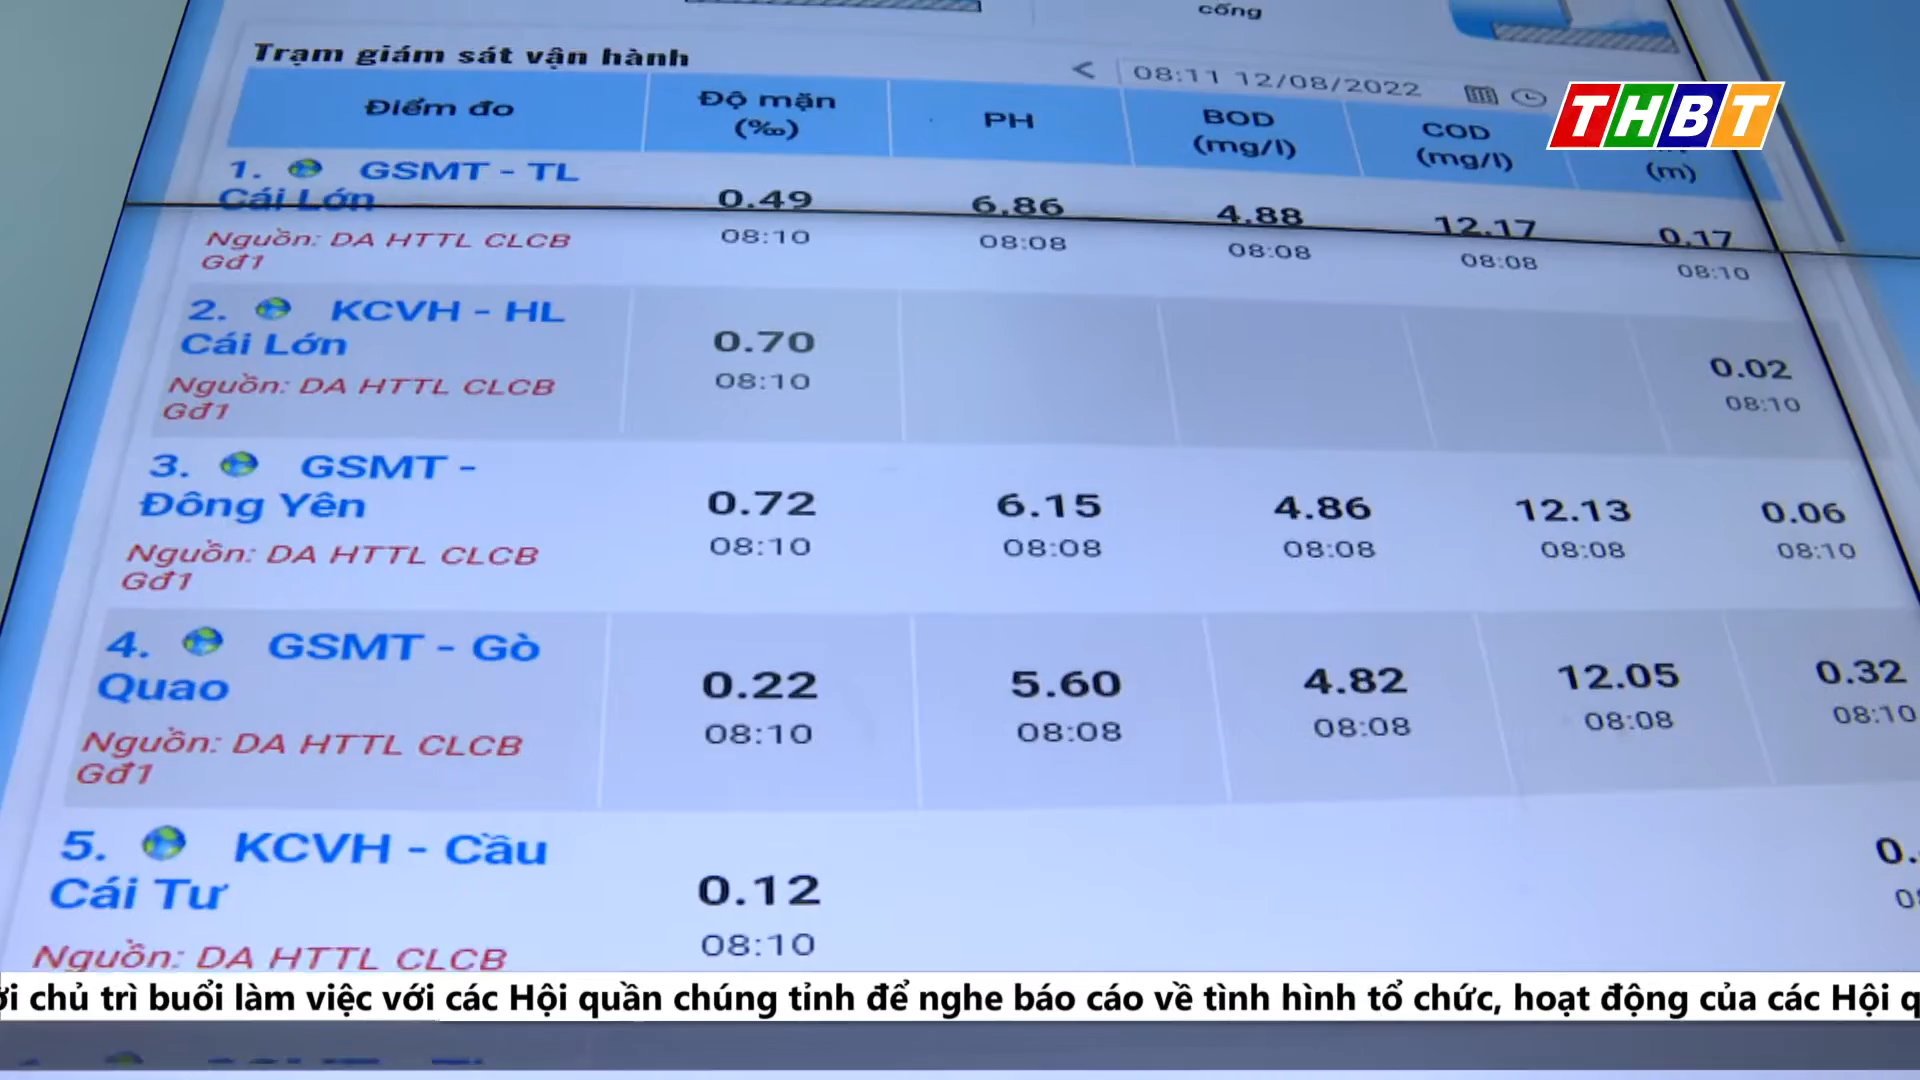 cống
Trạm giám sát vận hành
< 08:11 12/08/2022
THBT
Điểm đo
Độ mặn
(‰)
PH
BOD
(mg/l)
COD
(mg/l)
(m)
1. GSMT - TL
Cái Lớn
Nguồn: DA HTTL CLCB
Gđ1
0.49
08:10
6.86
08:08
4.88
08:08
12.17
08:08
0.17
08:10
2. KCVH - HL
Cái Lớn
Nguồn: DA HTTL CLCB
Gđ1
0.70
08:10
0.02
08:10
3. GSMT -
Đông Yên
Nguồn: DA HTTL CLCB
Gđ1
0.72
08:10
6.15
08:08
4.86
08:08
12.13
08:08
0.06
08:10
4. GSMT - Gò
Quao
Nguồn: DA HTTL CLCB
Gđ1
0.22
08:10
5.60
08:08
4.82
08:08
12.05
08:08
0.32
08:10
5. KCVH - Cầu
Cái Tư
Nguồn: DA HTTL CLCB
0.12
08:10
chủ trì buổi làm việc với các Hội quần chúng tỉnh để nghe báo cáo về tình hình tổ chức, hoạt động của các Hội